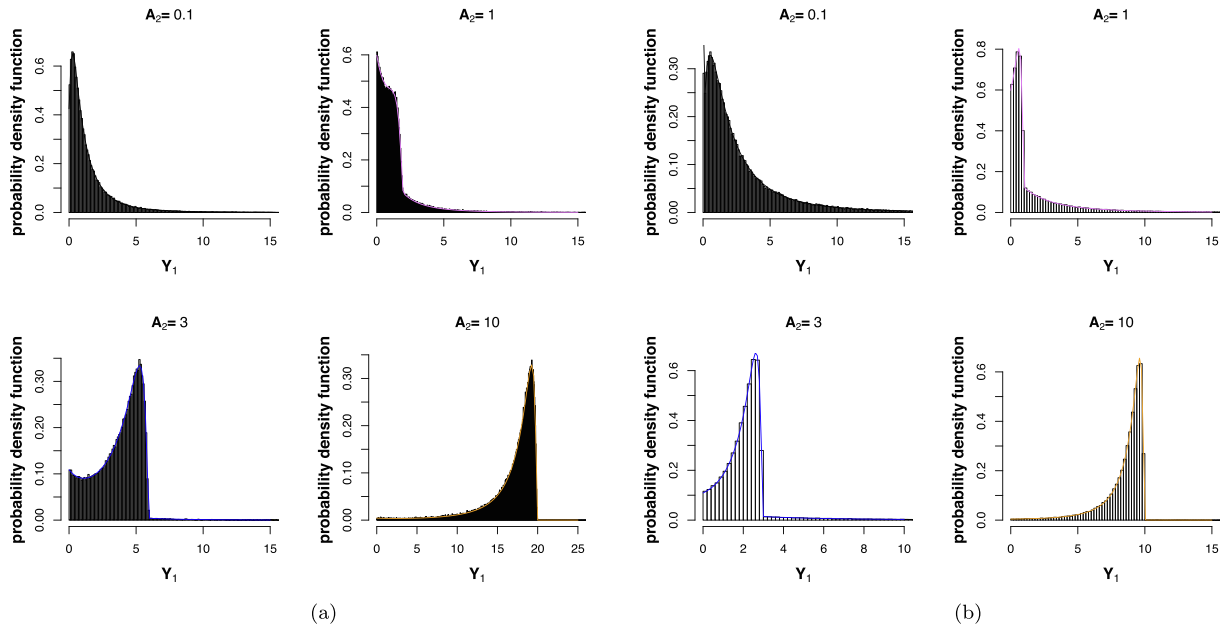 A₂= 0.1
probability density function
0.0 0.2 0.4 0.6
0 5 10 15
Y₁
A₂= 1
probability density function
0.0 0.1 0.2 0.3 0.4 0.5 0.6
0 5 10 15
Y₁
A₂= 3
probability density function
0.00 0.10 0.20 0.30
0 5 10 15
Y₁
A₂= 10
probability density function
0.00 0.10 0.20 0.30
0 5 10 15 20 25
Y₁
(a)
A₂= 0.1
probability density function
0.00 0.10 0.20 0.30
0 5 10 15
Y₁
A₂= 1
probability density function
0.0 0.2 0.4 0.6 0.8
0 5 10 15
Y₁
A₂= 3
probability density function
0.0 0.2 0.4 0.6
0 2 4 6 8 10
Y₁
A₂= 10
probability density function
0.0 0.2 0.4 0.6
0 5 10 15
Y₁
(b)